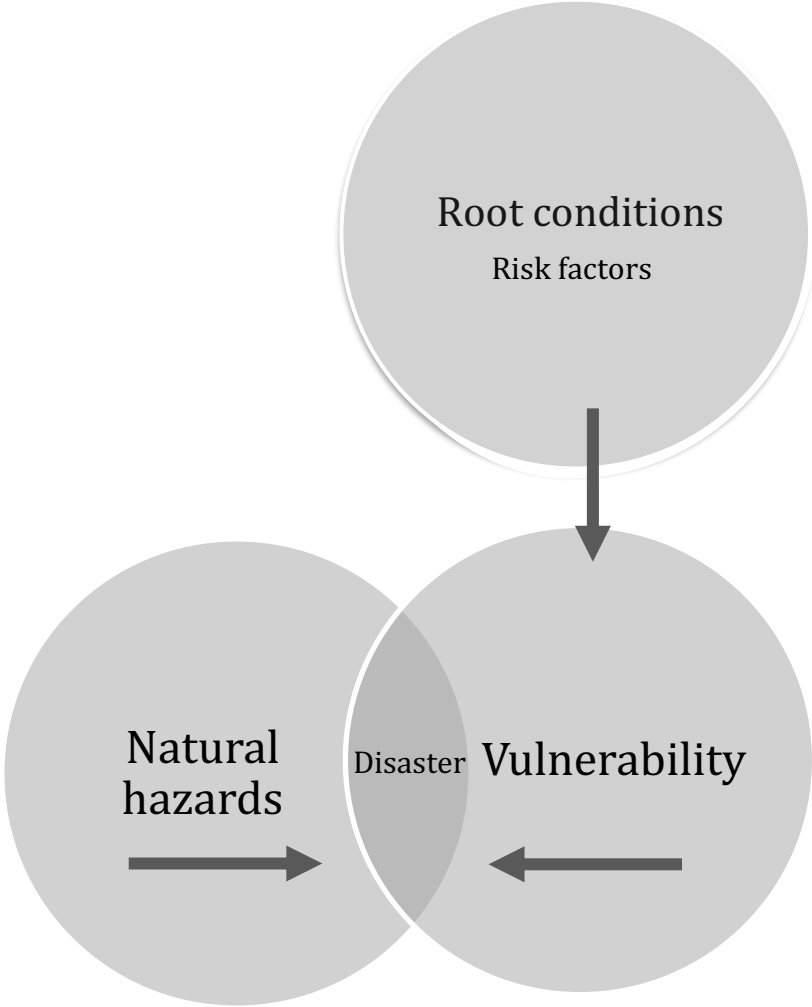 Root conditions
Risk factors
Natural
hazards
Disaster
Vulnerability